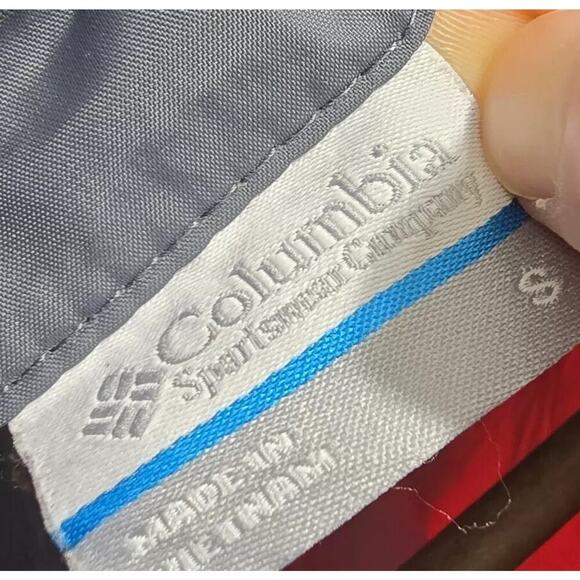 Columbia
Sportswear Company
S
MADE IN
VIETNAM